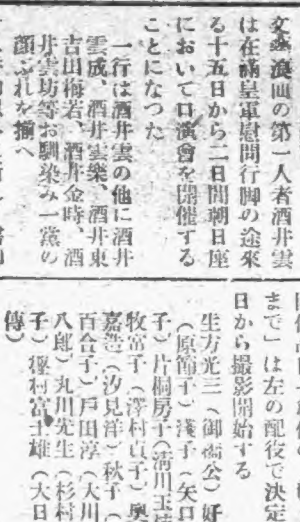 文藝浪曲の第一人者酒井雲
は在滿皇軍慰問行脚の途來
る十五日から二日間朝日座
において口演會を開催する
ことになつた
一行は酒井雲の他に酒井
雲成、酒井雲樂、酒井東
吉田梅若、酒井金時、酒
井雲坊等お馴染み一黨の
顔ぶれを揃へ
まで」は左の配役で決定
日から撮影開始する
生方光三（御橋公）好
（原節子）淺子（矢口
子）片桐房子（清川玉枝
牧富子（澤村貞子）奥
嘉造（汐見洋）秋子（
百合子）戸田淳（大川
八郎）丸川先生（杉村
子）極村富士雄（大日
傳）